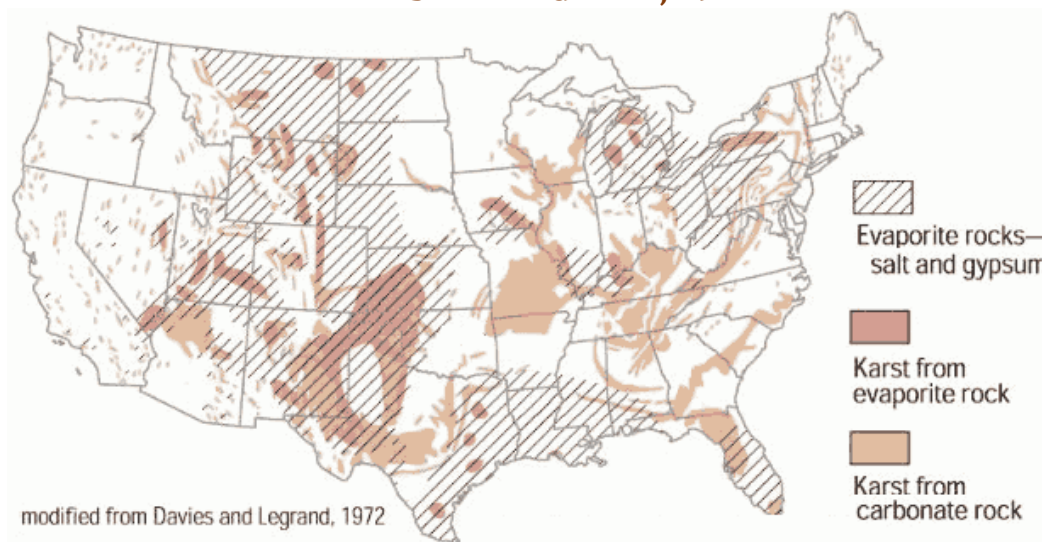 Evaporite rocks—
salt and gypsum
Karst from
evaporite rock
Karst from
carbonate rock
modified from Davies and Legrand, 1972